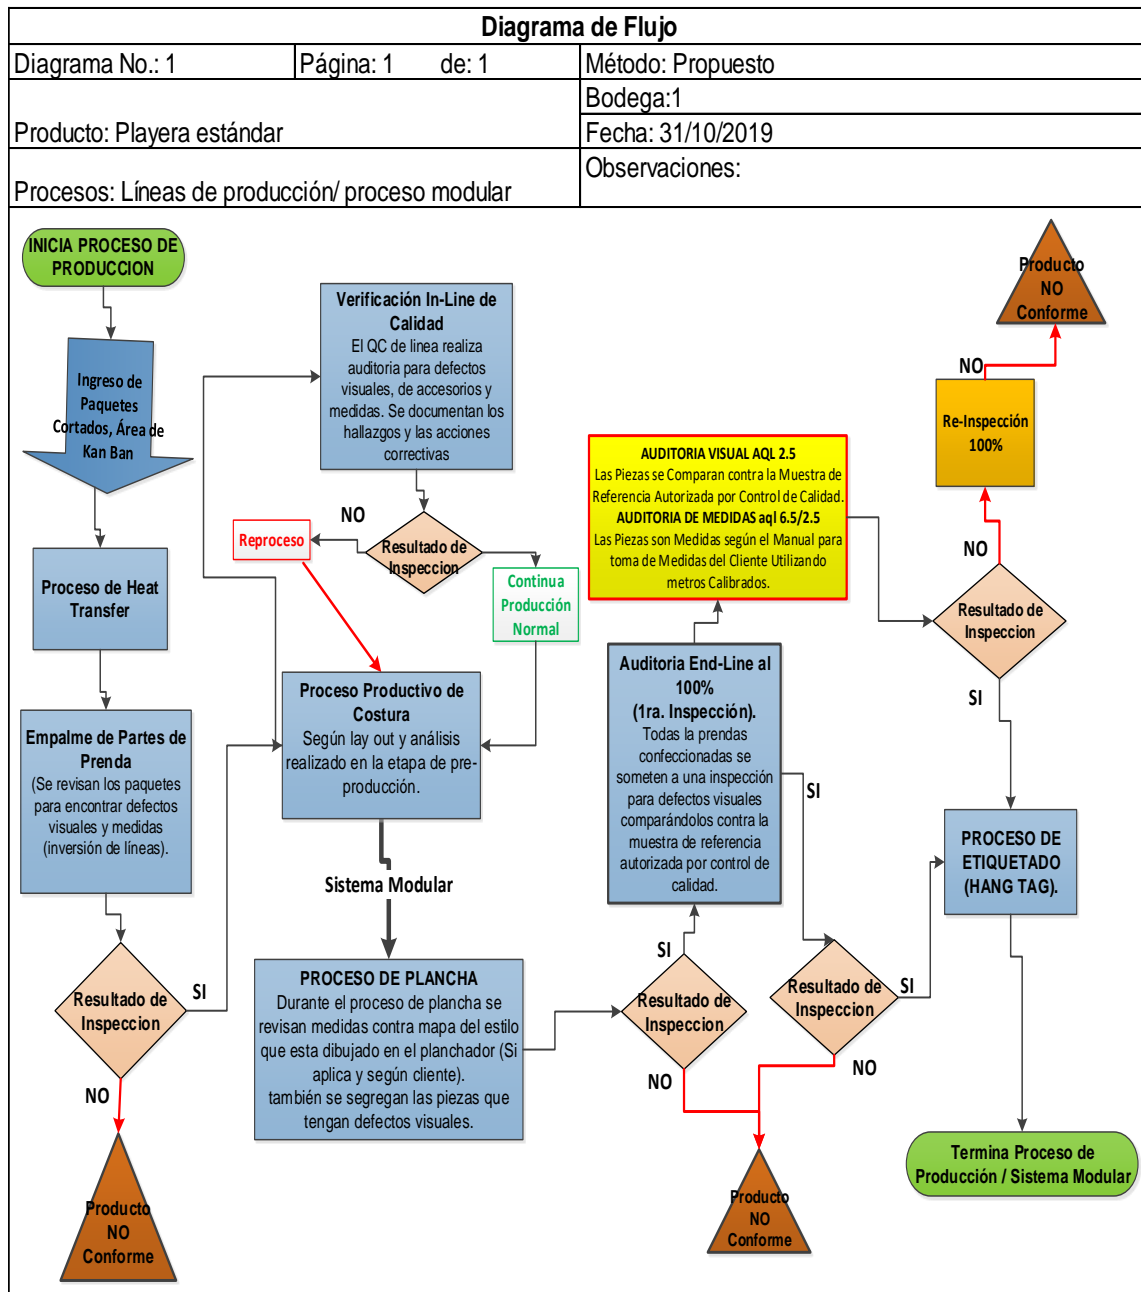 Diagrama de Flujo
Diagrama No.: 1
Página: 1 de: 1
Método: Propuesto
Producto: Playera estándar
Bodega:1
Fecha: 31/10/2019
Procesos: Líneas de producción/ proceso modular
Observaciones:
INICIA PROCESO DE
PRODUCCION
Ingreso de
Paquetes
Cortados, Área de
Kan Ban
Proceso de Heat
Transfer
Empalme de Partes de
Prenda
(Se revisan los paquetes
para encontrar defectos
visuales y medidas
(inversión de líneas).
Resultado de
Inspeccion
SI
NO
Producto
NO
Conforme
Verificación In-Line de
Calidad
El QC de linea realiza
auditoria para defectos
visuales, de accesorios y
medidas. Se documentan los
hallazgos y las acciones
correctivas
NO
Reproceso
Resultado de
Inspeccion
Continua
Producción
Normal
Proceso Productivo de
Costura
Según lay out y análisis
realizado en la etapa de pre-
producción.
Sistema Modular
PROCESO DE PLANCHA
Durante el proceso de plancha se
revisan medidas contra mapa del estilo
que esta dibujado en el planchador (Si
aplica y según cliente).
también se segregan las piezas que
tengan defectos visuales.
Resultado de
Inspeccion
SI
NO
Auditoria End-Line al
100%
(1ra. Inspección).
Todas la prendas
confeccionadas se
someten a una inspección
para defectos visuales
comparándolos contra la
muestra de referencia
autorizada por control de
calidad.
SI
Resultado de
Inspeccion
SI
NO
Producto
NO
Conforme
AUDITORIA VISUAL AQL 2.5
Las Piezas se Comparan contra la Muestra de
Referencia Autorizada por Control de Calidad.
AUDITORIA DE MEDIDAS aql 6.5/2.5
Las Piezas son Medidas según el Manual para
toma de Medidas del Cliente Utilizando
metros Calibrados.
Resultado de
Inspeccion
NO
Re-Inspección
100%
NO
Producto
NO
Conforme
SI
PROCESO DE
ETIQUETADO
(HANG TAG).
Termina Proceso de
Producción / Sistema Modular